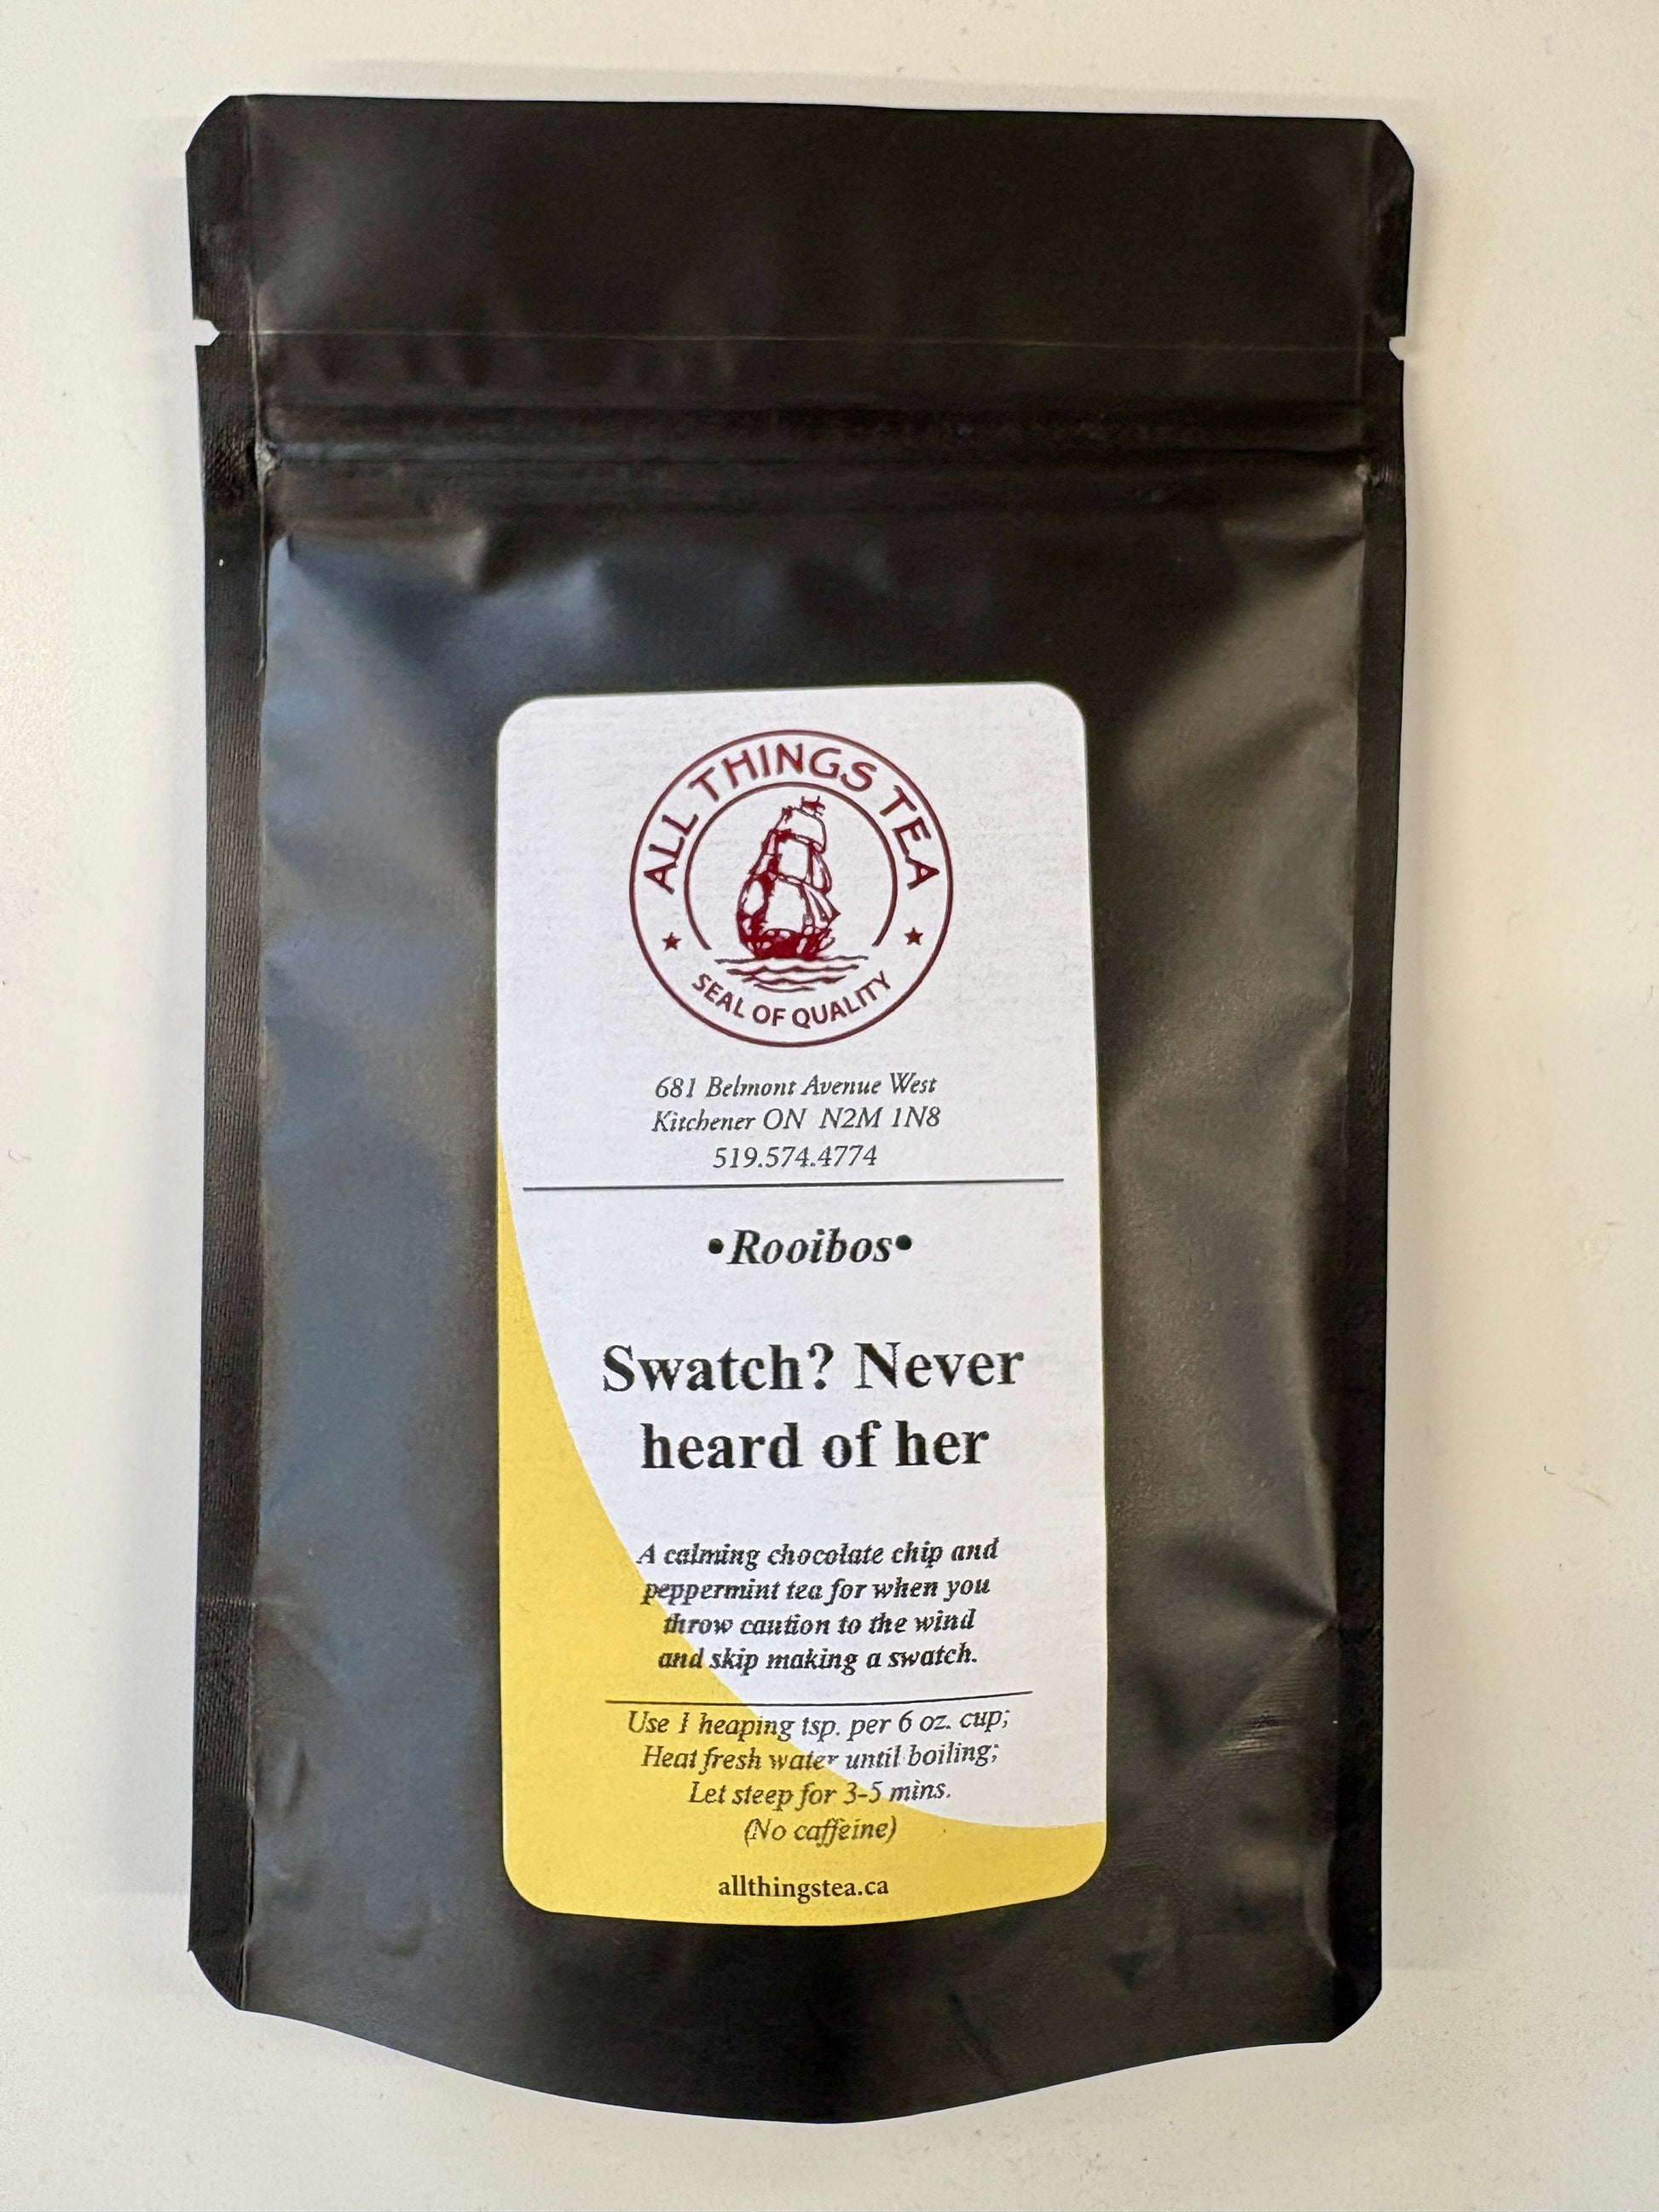 ALL THINGS TEA
SEAL OF QUALITY
681 Belmont Avenue West
Kitchener ON N2M 1N8
519.574.4774
•Rooibos•
Swatch? Never
heard of her
A calming chocolate chip and
peppermint tea for when you
throw caution to the wind
and skip making a swatch.
Use 1 heaping tsp. per 6 oz. cup;
Heat fresh water until boiling;
Let steep for 3-5 mins.
(No caffeine)
allthingstea.ca